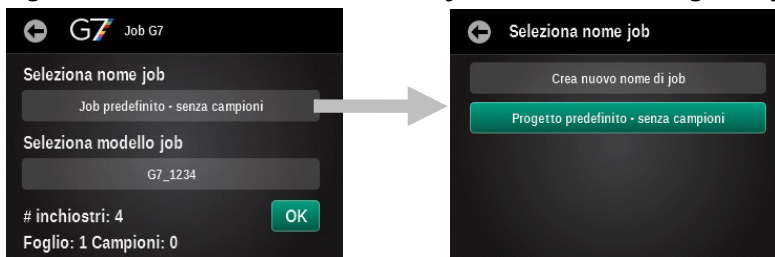 G7 Job G7
Seleziona nome job
Job predefinito - senza campioni
Seleziona modello job
G7_1234
# inchiostri: 4
OK
Foglio: 1 Campioni: 0
Seleziona nome job
Crea nuovo nome di job
Progetto predefinito - senza campioni